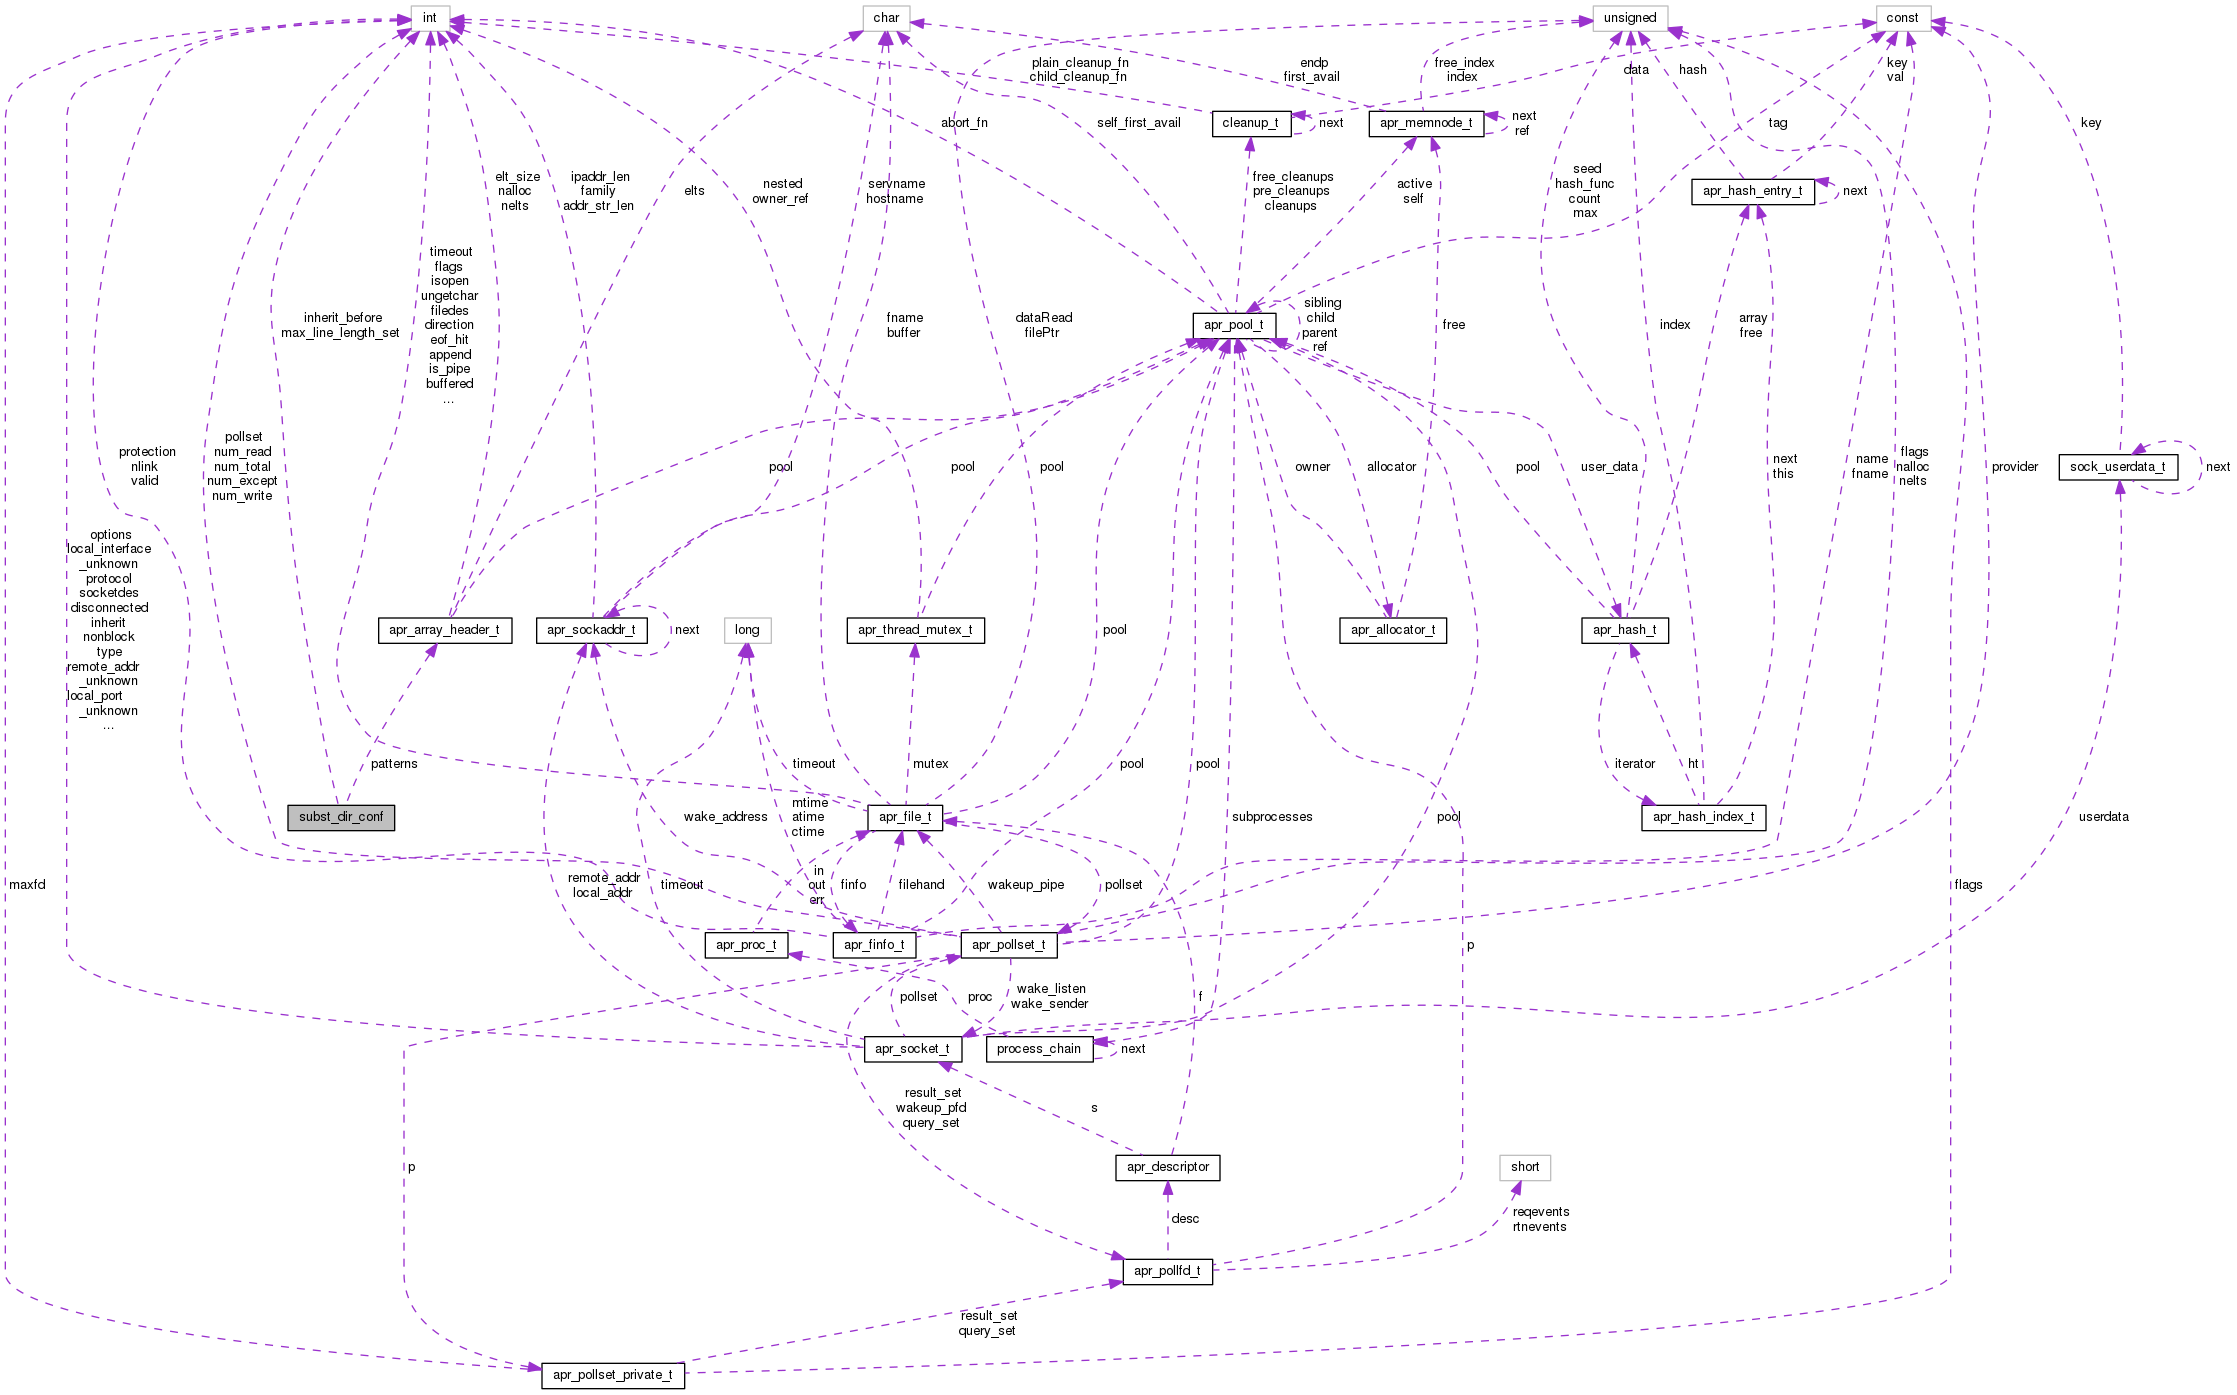 int
char
unsigned
const
plain_cleanup_fn
child_cleanup_fn
endp
first_avail
free_index
index
data
hash
key
val
cleanup_t
next
apr_memnode_t
next
ref
abort_fn
self_first_avail
tag
key
elt_size
nalloc
nelts
ipaddr_len
family
addr_str_len
elts
nested
owner_ref
servname
hostname
free_cleanups
pre_cleanups
cleanups
active
self
seed
hash_func
count
max
apr_hash_entry_t
next
timeout
flags
isopen
ungetchar
filedes
direction
eof_hit
append
is_pipe
buffered
...
inherit_before
max_line_length_set
fname
buffer
dataRead
filePtr
apr_pool_t
sibling
child
parent
ref
free
index
array
free
protection
nlink
valid
pollset
num_read
num_total
num_except
num_write
pool
pool
pool
owner
allocator
pool
user_data
next
this
name
fname
flags
nalloc
nelts
provider
sock_userdata_t
next
options
local_interface
_unknown
protocol
socketdes
disconnected
inherit
nonblock
type
remote_addr
_unknown
local_port
_unknown
...
apr_array_header_t
apr_sockaddr_t
next
long
apr_thread_mutex_t
pool
apr_allocator_t
apr_hash_t
patterns
timeout
mutex
pool
pool
iterator
ht
subst_dir_conf
wake_address
mtime
atime
ctime
apr_file_t
subprocesses
pool
apr_hash_index_t
userdata
maxfd
remote_addr
local_addr
timeout
in
out
err
finfo
filehand
wakeup_pipe
pollset
flags
apr_proc_t
apr_finfo_t
apr_pollset_t
p
pollset
proc
wake_listen
wake_sender
f
apr_socket_t
process_chain
next
result_set
wakeup_pfd
query_set
s
p
apr_descriptor
short
desc
reqevents
rtnevents
apr_pollfd_t
result_set
query_set
apr_pollset_private_t